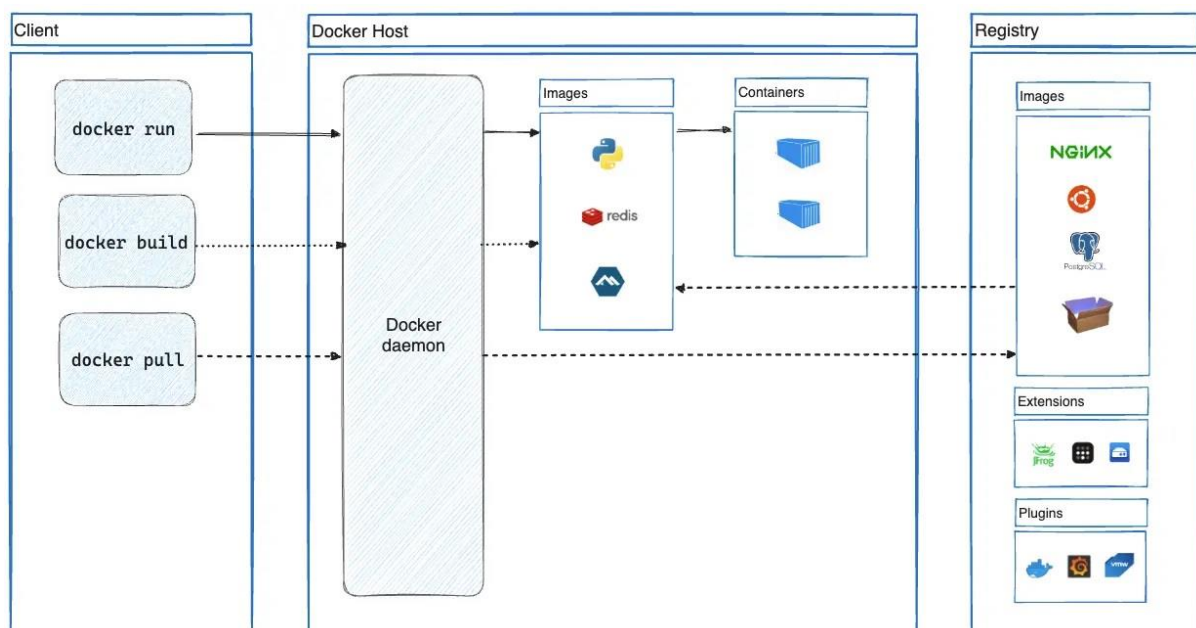 Client
docker run
docker build
docker pull
Docker Host
Docker
daemon
Images
redis
Containers
Registry
Images
NGINX
PostgreSQL
Extensions
JFrog
Plugins
vmw